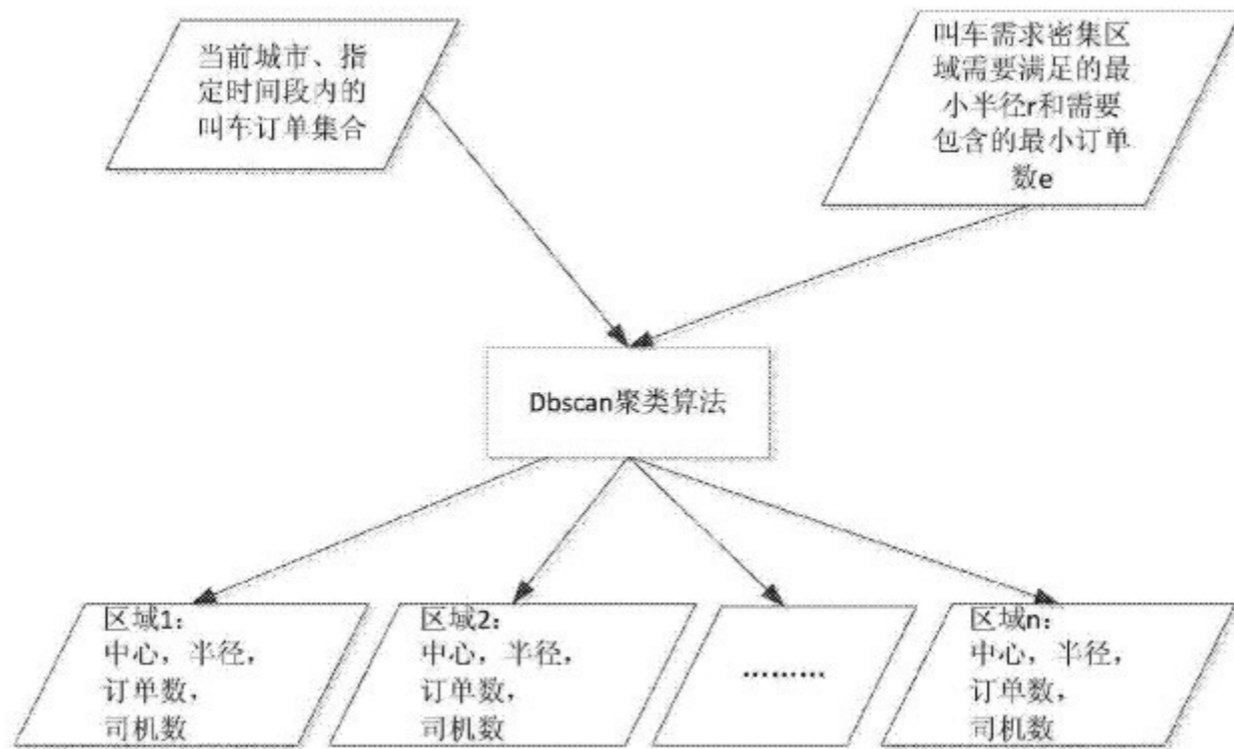 当前城市、指
定时间段内的
叫车订单集合
叫车需求密集区
域需要满足的最
小半径r和需要
包含的最小订单
数e
Dbscan聚类算法
区域1:
中心，半径，
订单数，
司机数
区域2:
中心，半径，
订单数，
司机数
………
区域n:
中心，半径，
订单数，
司机数